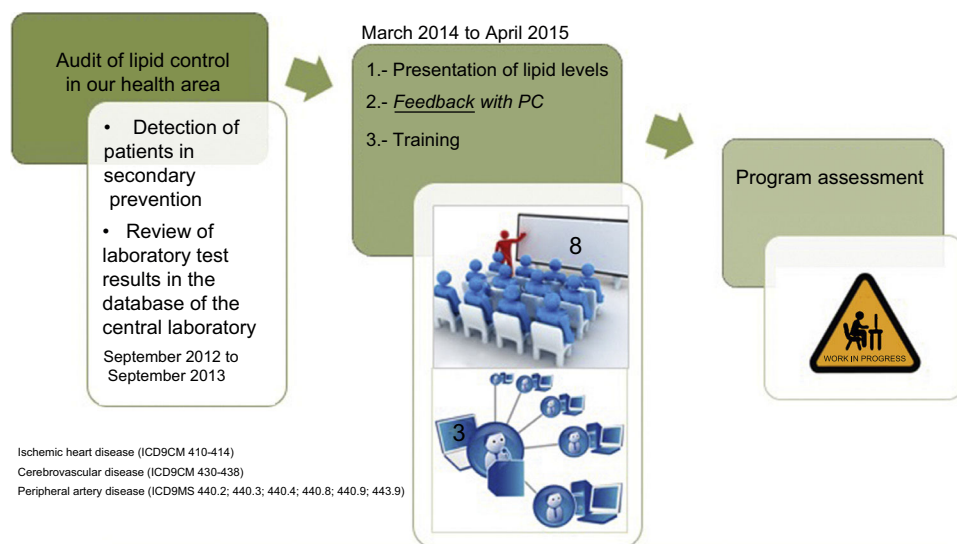 Audit of lipid control
in our health area
• Detection of
patients in
secondary
prevention
• Review of
laboratory test
results in the
database of the
central laboratory
September 2012 to
September 2013
March 2014 to April 2015
1.- Presentation of lipid levels
2.- Feedback with PC
3.- Training
8
3
Program assessment
WORK IN PROGRESS
Ischemic heart disease (ICD9CM 410-414)
Cerebrovascular disease (ICD9CM 430-438)
Peripheral artery disease (ICD9MS 440.2; 440.3; 440.4; 440.8; 440.9; 443.9)